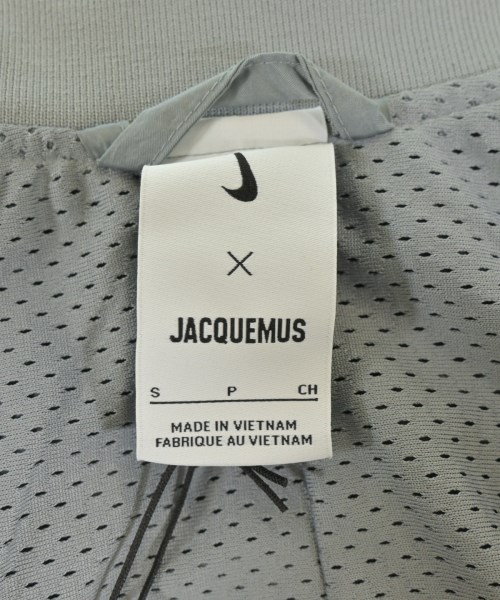 ×
JACQUEMUS
S P CH
MADE IN VIETNAM
FABRIQUE AU VIETNAM